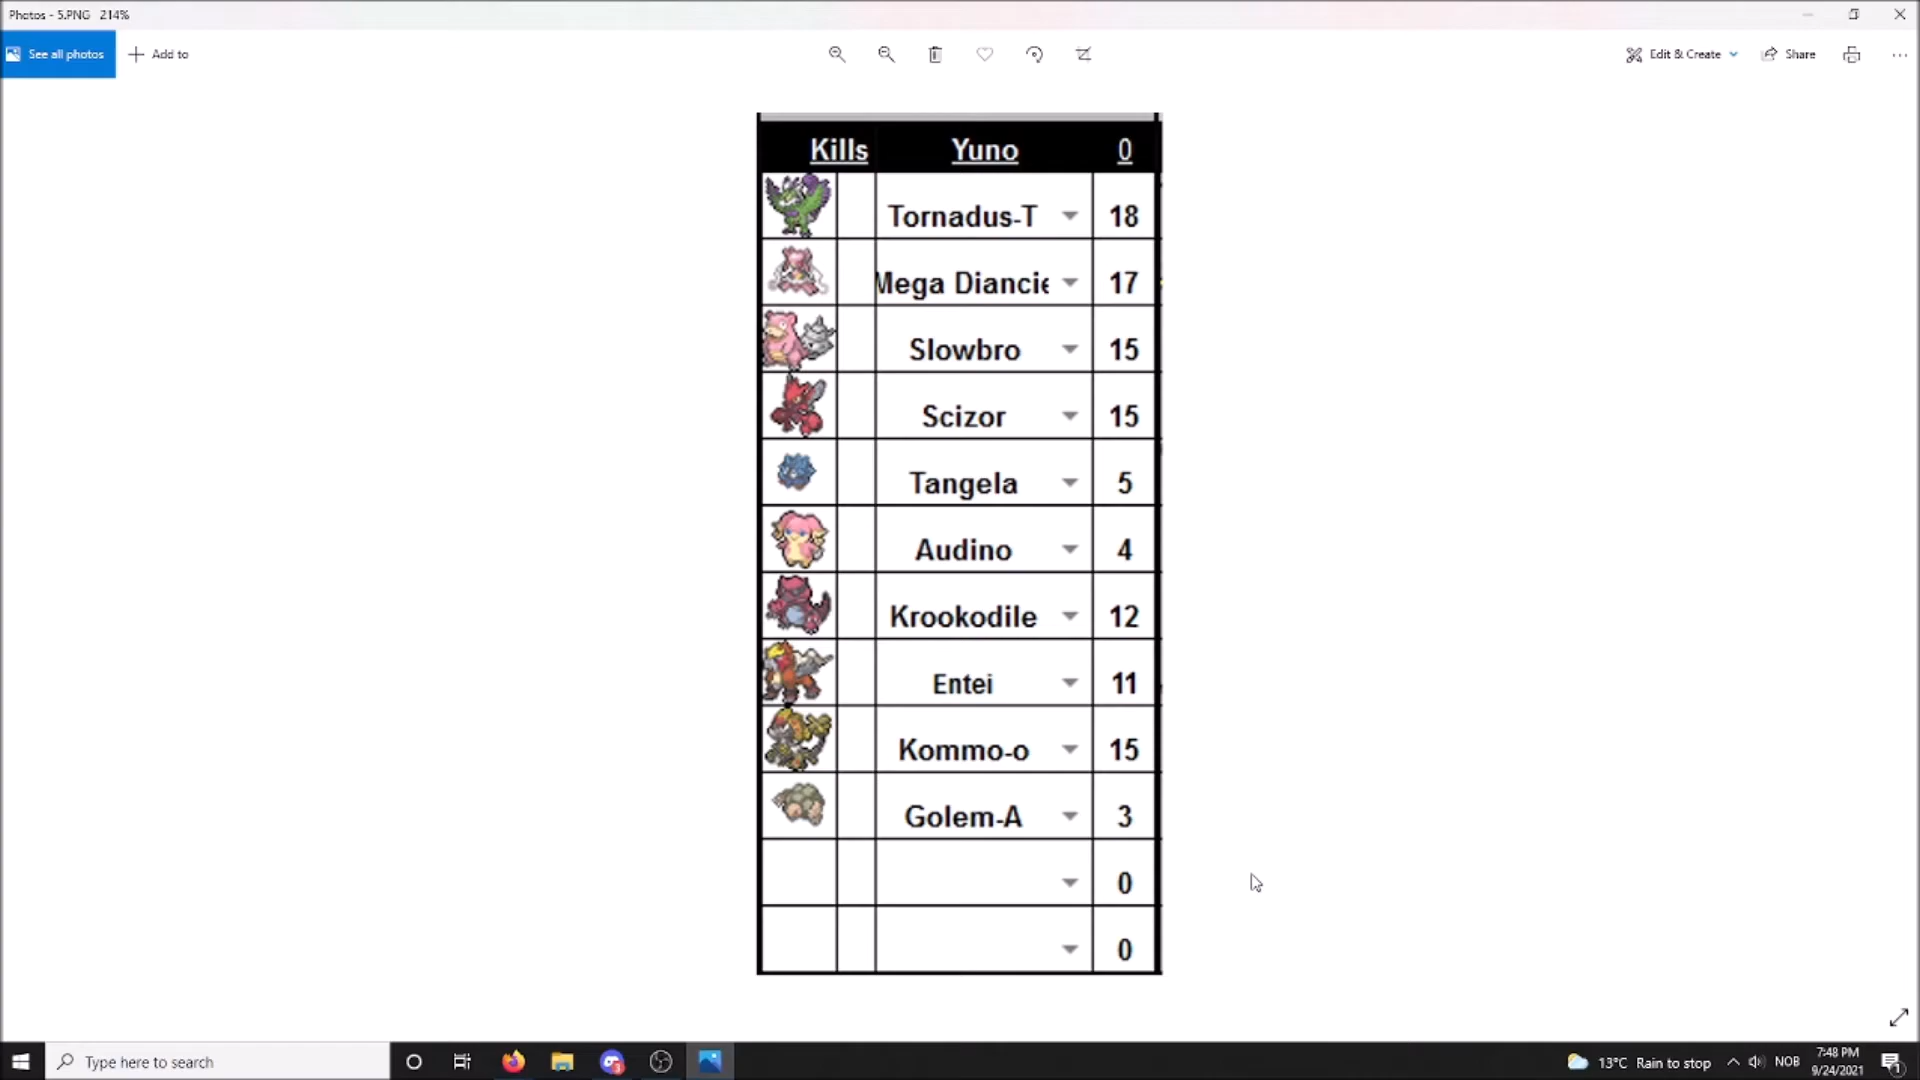 Photos - 5.PNG 214%
See all photos Add to Edit & Create Share
Kills Yuno 0
Tornadus-T 18
Mega Diancie 17
Slowbro 15
Scizor 15
Tangela 5
Audino 4
Krookodile 12
Entei 11
Kommo-o 15
Golem-A 3
0
0
Type here to search 13°C Rain to stop NOB 7:48 PM
9/24/2021